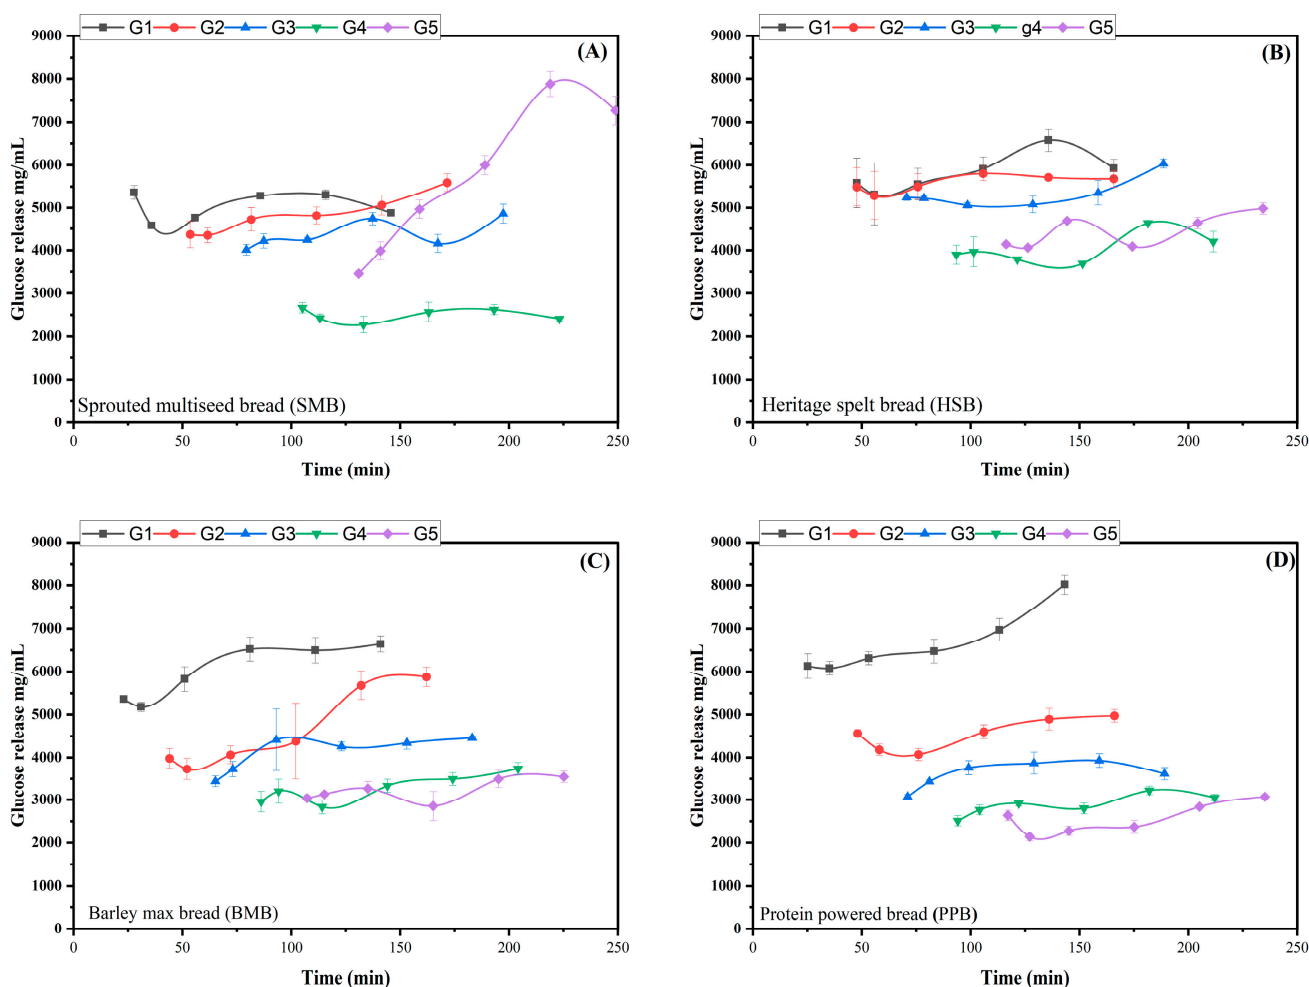 G1 G2 G3 G4 G5
(A)
9000
8000
7000
6000
5000
4000
3000
2000
1000
0
Glucose release mg/mL
Sprouted multiseed bread (SMB)
0 50 100 150 200 250
Time (min)
G1 G2 G3 g4 G5
(B)
9000
8000
7000
6000
5000
4000
3000
2000
1000
0
Glucose release mg/mL
Heritage spelt bread (HSB)
0 50 100 150 200 250
Time (min)
G1 G2 G3 G4 G5
(C)
9000
8000
7000
6000
5000
4000
3000
2000
1000
0
Glucose release mg/mL
Barley max bread (BMB)
0 50 100 150 200 250
Time (min)
G1 G2 G3 G4 G5
(D)
9000
8000
7000
6000
5000
4000
3000
2000
1000
0
Glucose release mg/mL
Protein powered bread (PPB)
0 50 100 150 200 250
Time (min)